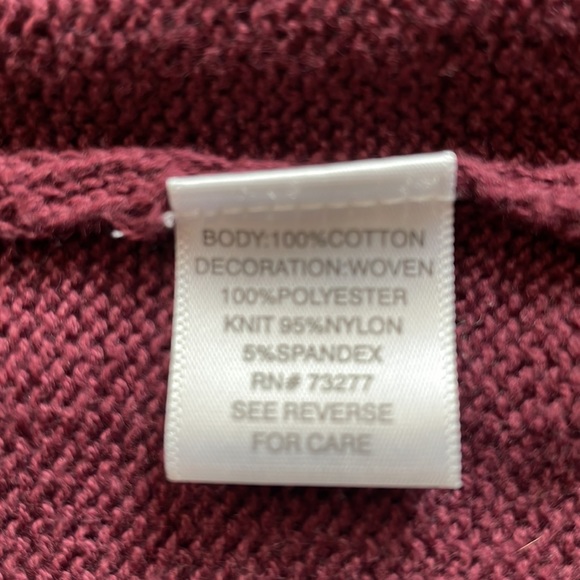 BODY:100%COTTON
DECORATION:WOVEN
100%POLYESTER
KNIT 95%NYLON
5%SPANDEX
RN# 73277
SEE REVERSE
FOR CARE